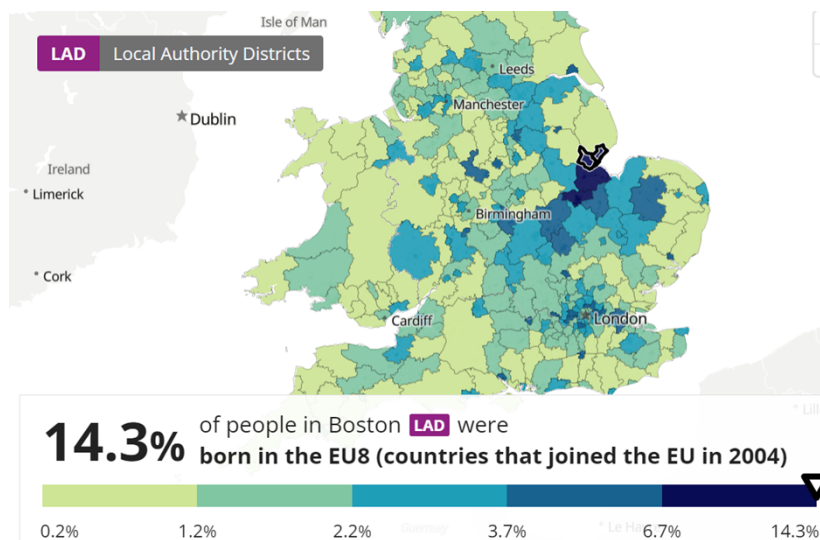 Isle of Man
LAD Local Authority Districts
Leeds
Manchester
Dublin
Ireland
Limerick
Birmingham
Cork
Cardiff
London
14.3%
of people in Boston LAD were
born in the EU8 (countries that joined the EU in 2004)
Guernsey
0.2% 1.2% 2.2% 3.7% 6.7% 14.3%